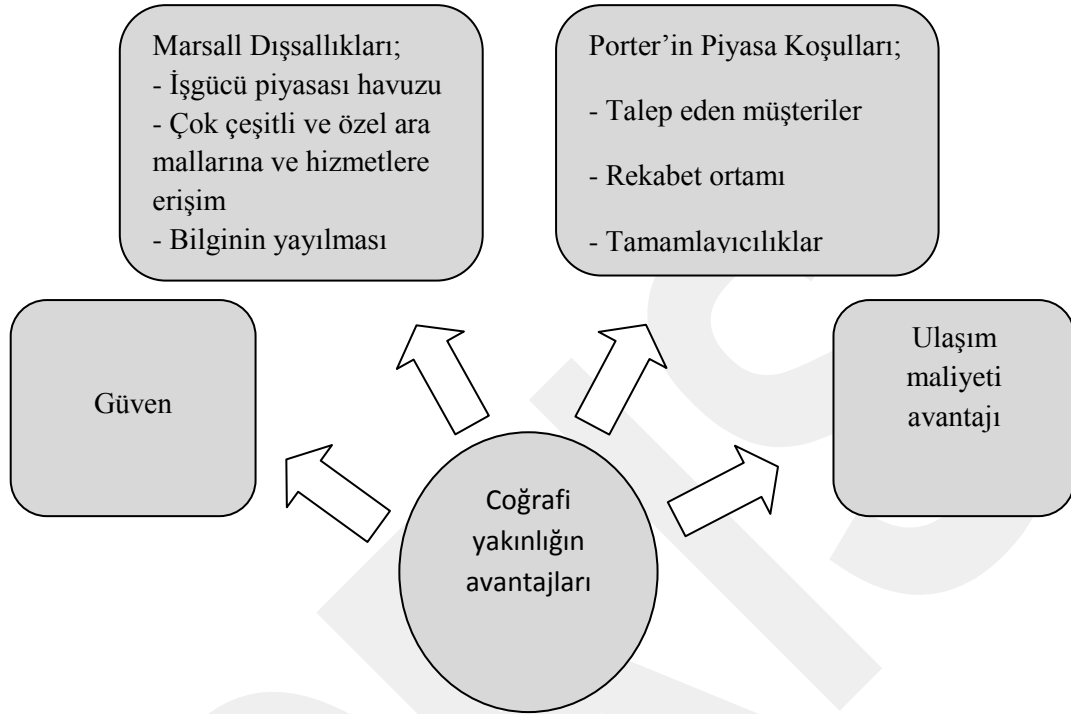 Marsall Dışsallıkları;
- İşgücü piyasası havuzu
- Çok çeşitli ve özel ara
mallarına ve hizmetlere
erişim
- Bilginin yayılması
Porter’in Piyasa Koşulları;
- Talep eden müşteriler
- Rekabet ortamı
- Tamamlayıcılıklar
Güven
Ulaşım
maliyeti
avantajı
Coğrafi
yakınlığın
avantajları